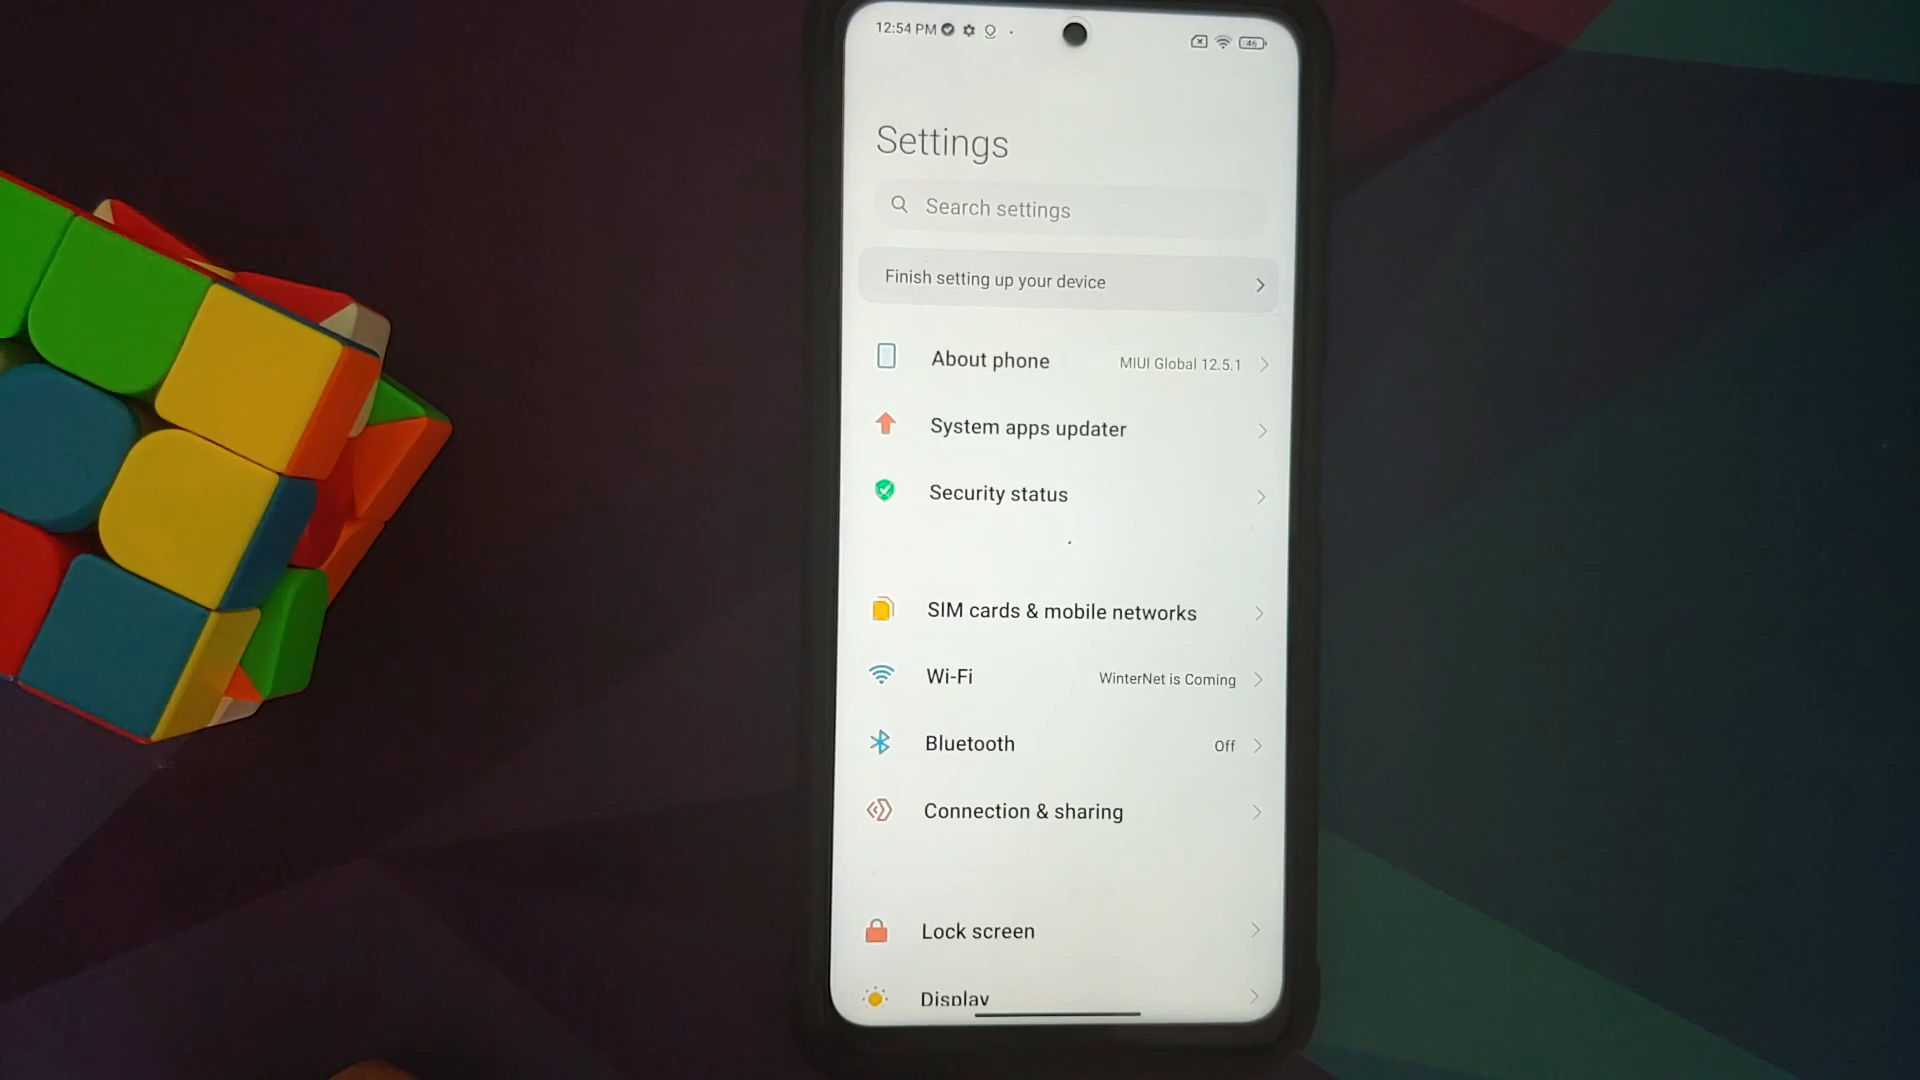 12:54 PM
46
Settings
Search settings
Finish setting up your device
About phone MIUI Global 12.5.1
System apps updater
Security status
SIM cards & mobile networks
Wi-Fi WinterNet is Coming
Bluetooth Off
Connection & sharing
Lock screen
Display